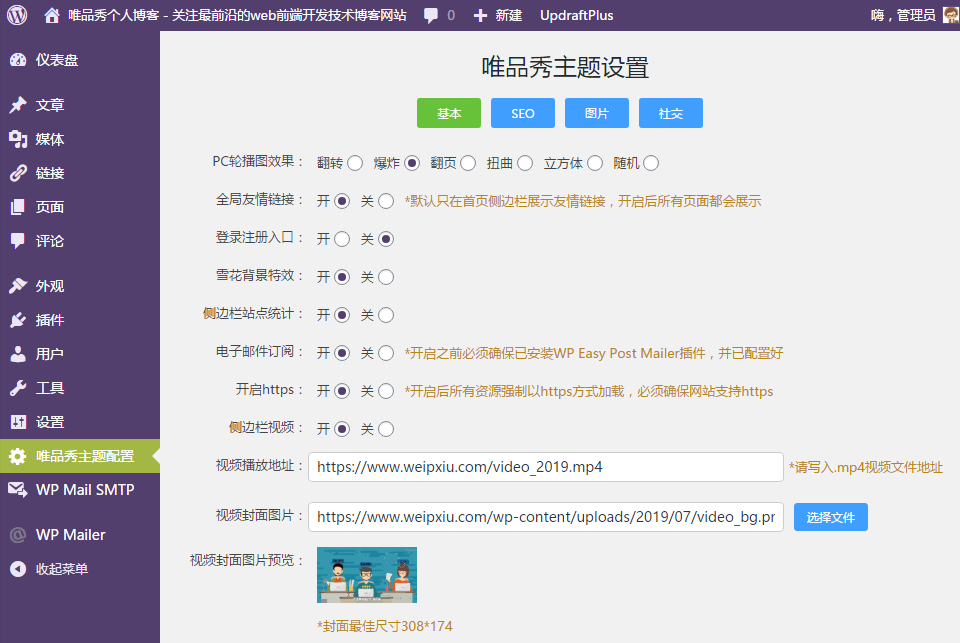 唯品秀个人博客 - 关注最前沿的web前端开发技术博客网站 0 新建 UpdraftPlus 嗨，管理员
仪表盘
文章
媒体
链接
页面
评论
外观
插件
用户
工具
设置
唯品秀主题配置
WP Mail SMTP
WP Mailer
收起菜单
唯品秀主题设置
基本 SEO 图片 社交
PC轮播图效果： 翻转 爆炸 翻页 扭曲 立方体 随机
全局友情链接： 开 关 *默认只在首页侧边栏展示友情链接，开启后所有页面都会展示
登录注册入口： 开 关
雪花背景特效： 开 关
侧边栏站点统计： 开 关
电子邮件订阅： 开 关 *开启之前必须确保已安装WP Easy Post Mailer插件，并已配置好
开启https： 开 关 *开启后所有资源强制以https方式加载，必须确保网站支持https
侧边栏视频： 开 关
视频播放地址： https://www.weipxiu.com/video_2019.mp4 *请写入.mp4视频文件地址
视频封面图片： https://www.weipxiu.com/wp-content/uploads/2019/07/video_bg.pr 选择文件
视频封面图片预览：
*封面最佳尺寸308*174